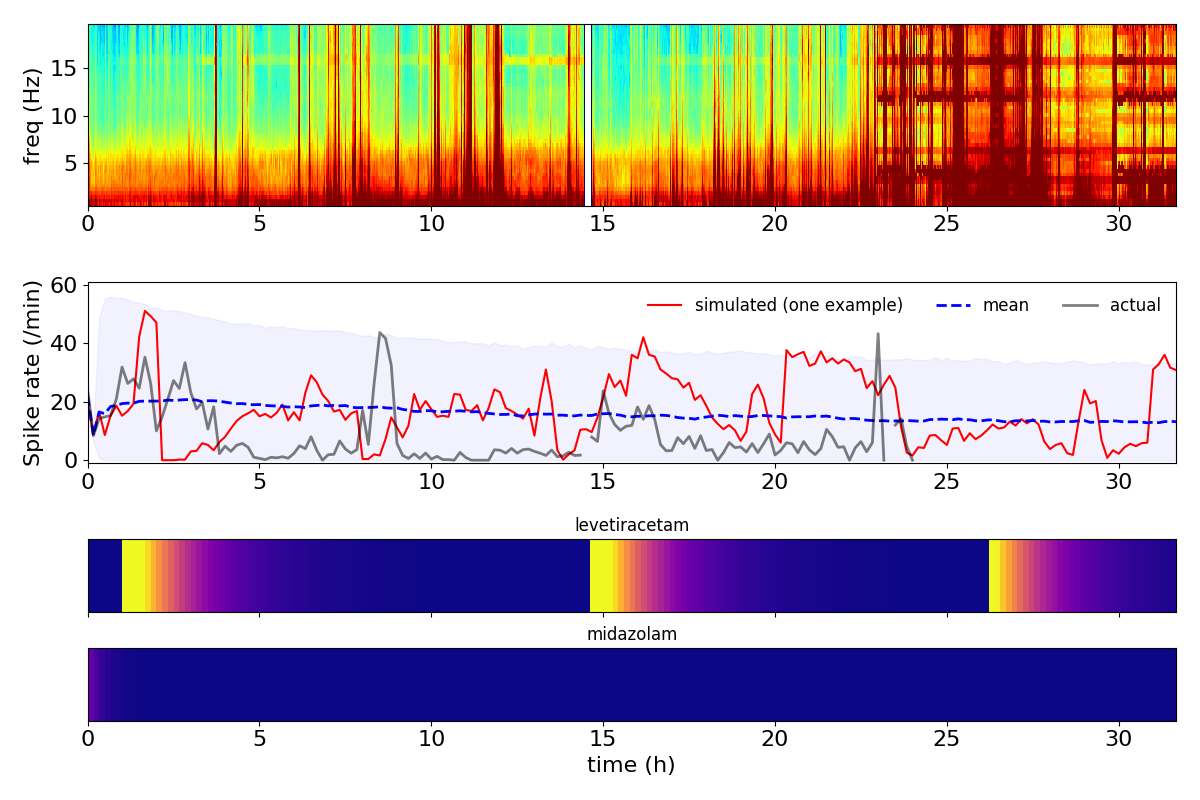 freq (Hz)
15
10
5
0 5 10 15 20 25 30
Spike rate (/min)
60
40
20
0
simulated (one example) mean actual
0 5 10 15 20 25 30
levetiracetam
midazolam
0 5 10 15 20 25 30
time (h)